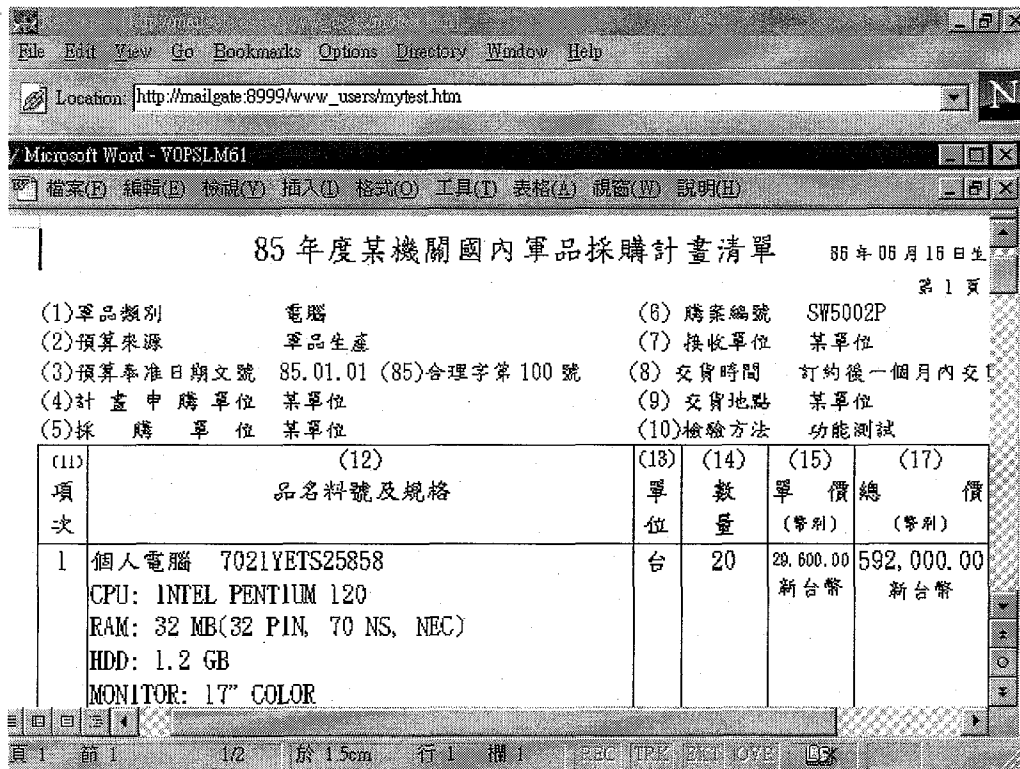 File Edit View Go Bookmarks Options Directory Window Help
Location: http://mailgate:8999/www_users/mytest.htm
N
Microsoft Word - VOPSLM61
檔案(F) 編輯(E) 檢視(V) 插入(I) 格式(O) 工具(T) 表格(A) 視窗(W) 說明(H)
85 年度某機關國內軍品採購計畫清單 86 年 06 月 16 日生
第 1 頁
(1)軍品類別 電腦 (6) 購案編號 SW5002P
(2)預算來源 軍品生產 (7) 接收單位 某單位
(3)預算奉准日期文號 85.01.01 (85)合理字第 100 號 (8) 交貨時間 訂約後一個月內交
(4)計 畫 申 購 單位 某單位 (9) 交貨地點 某單位
(5)採 購 單 位 某單位 (10)檢驗方法 功能測試
(11) (12) (13) (14) (15) (17)
項 品名料號及規格 單 數 單 價 總 價
次 位 量 (幣別) (幣別)
1 個人電腦 7021YETS25858 台 20 29,600.00 592,000.00
CPU: INTEL PENTIUM 120 新台幣 新台幣
RAM: 32 MB(32 PIN, 70 NS, NEC)
HDD: 1.2 GB
MONITOR: 17" COLOR
頁 1 節 1 1/2 於 1.5cm 行 1 欄 1 REC TRK EXT OVR